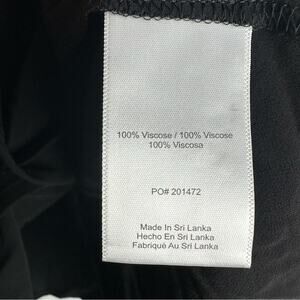 100% Viscose / 100% Viscose
100% Viscosa
PO# 201472
Made In Sri Lanka
Hecho En Sri Lanka
Fabriqué Au Sri Lanka